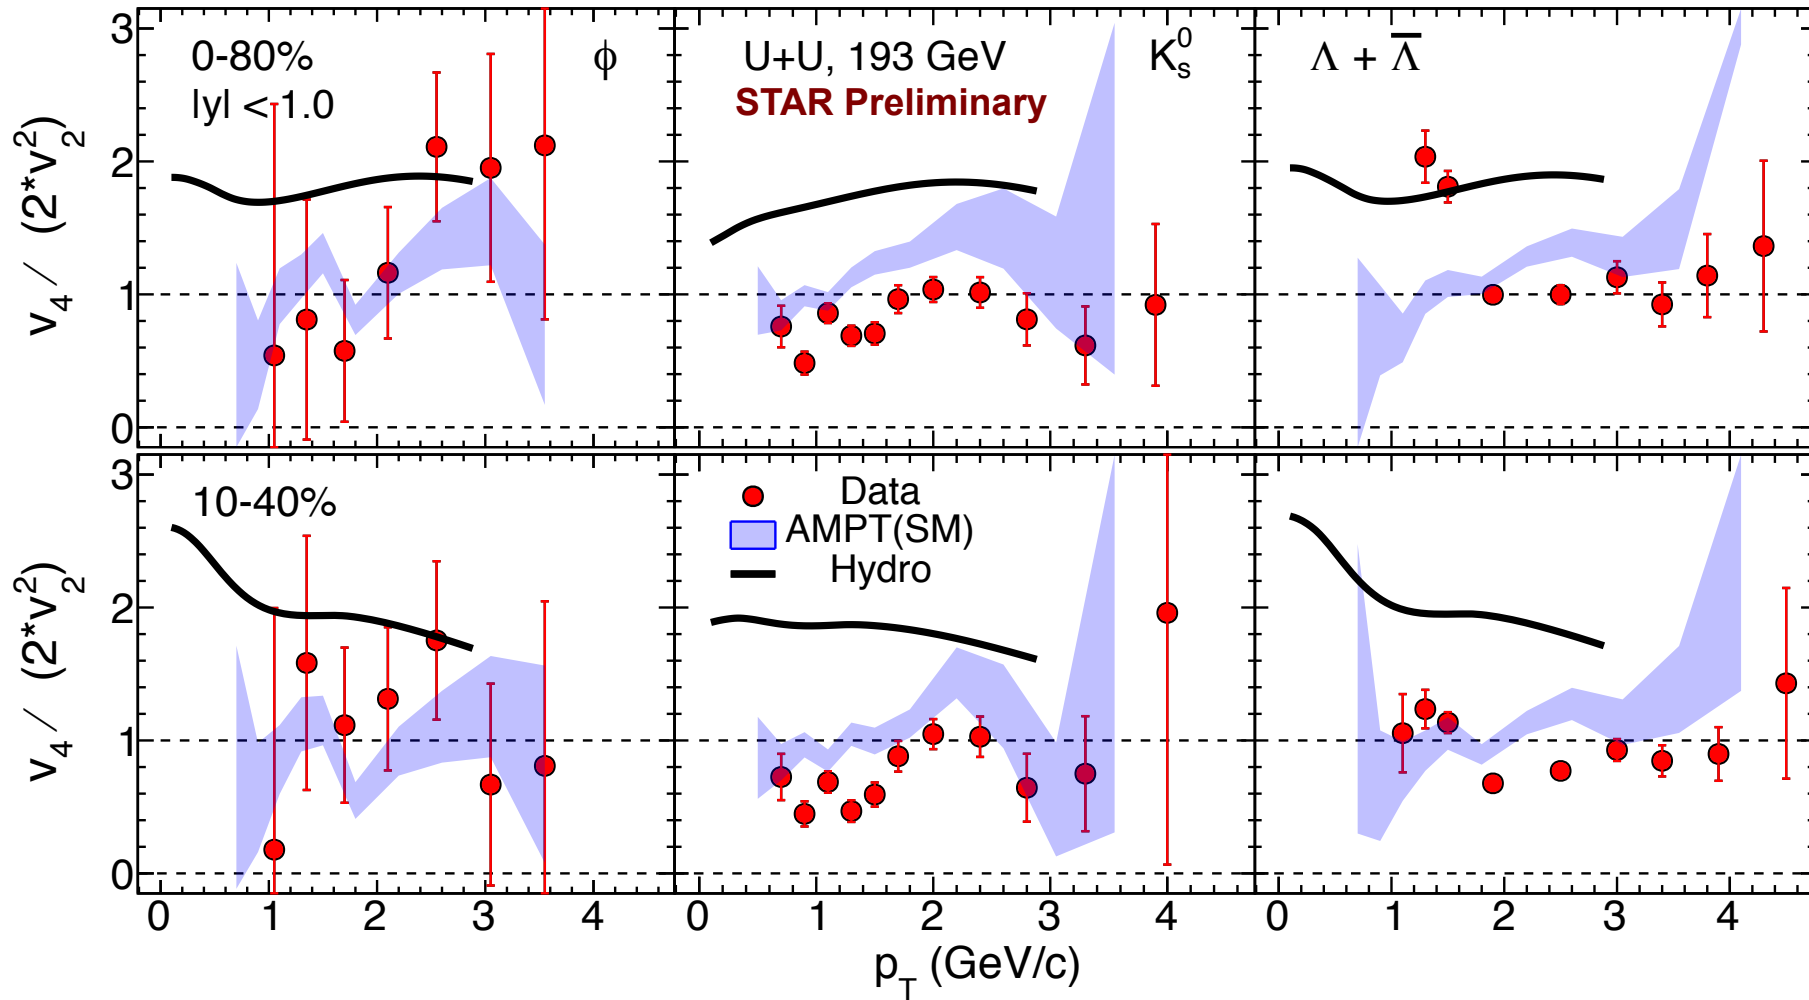 0-80%
|y| < 1.0
ϕ
U+U, 193 GeV
STAR Preliminary
K⁰ₛ
Λ + Λ̅
3
2
1
0
v₄ / (2*v₂²)
10-40%
Data
AMPT(SM)
Hydro
3
2
1
0
v₄ / (2*v₂²)
0 1 2 3 4
1 2 3 4
0 1 2 3 4
p_T (GeV/c)